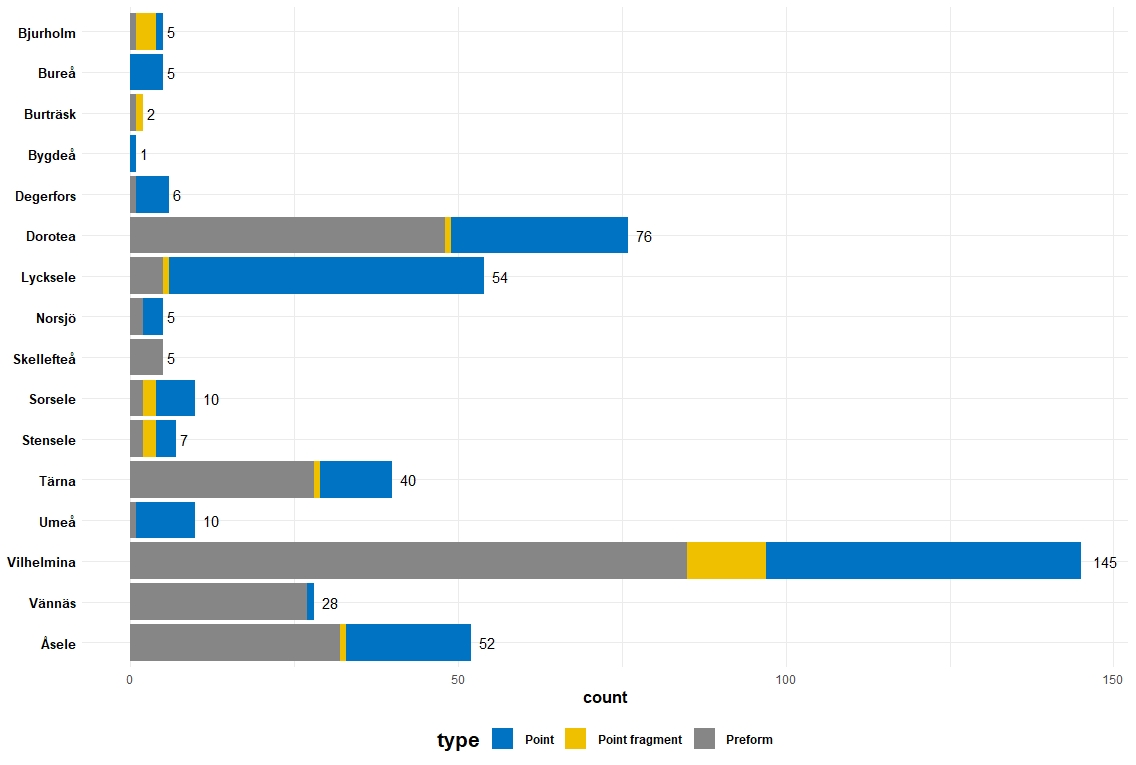 Bjurholm 5
Bureå 5
Burträsk 2
Bygdeå 1
Degerfors 6
Dorotea 76
Lycksele 54
Norsjö 5
Skellefteå 5
Sorsele 10
Stensele 7
Tärna 40
Umeå 10
Vilhelmina 145
Vännäs 28
Åsele 52
0 50 100 150
count
type Point Point fragment Preform